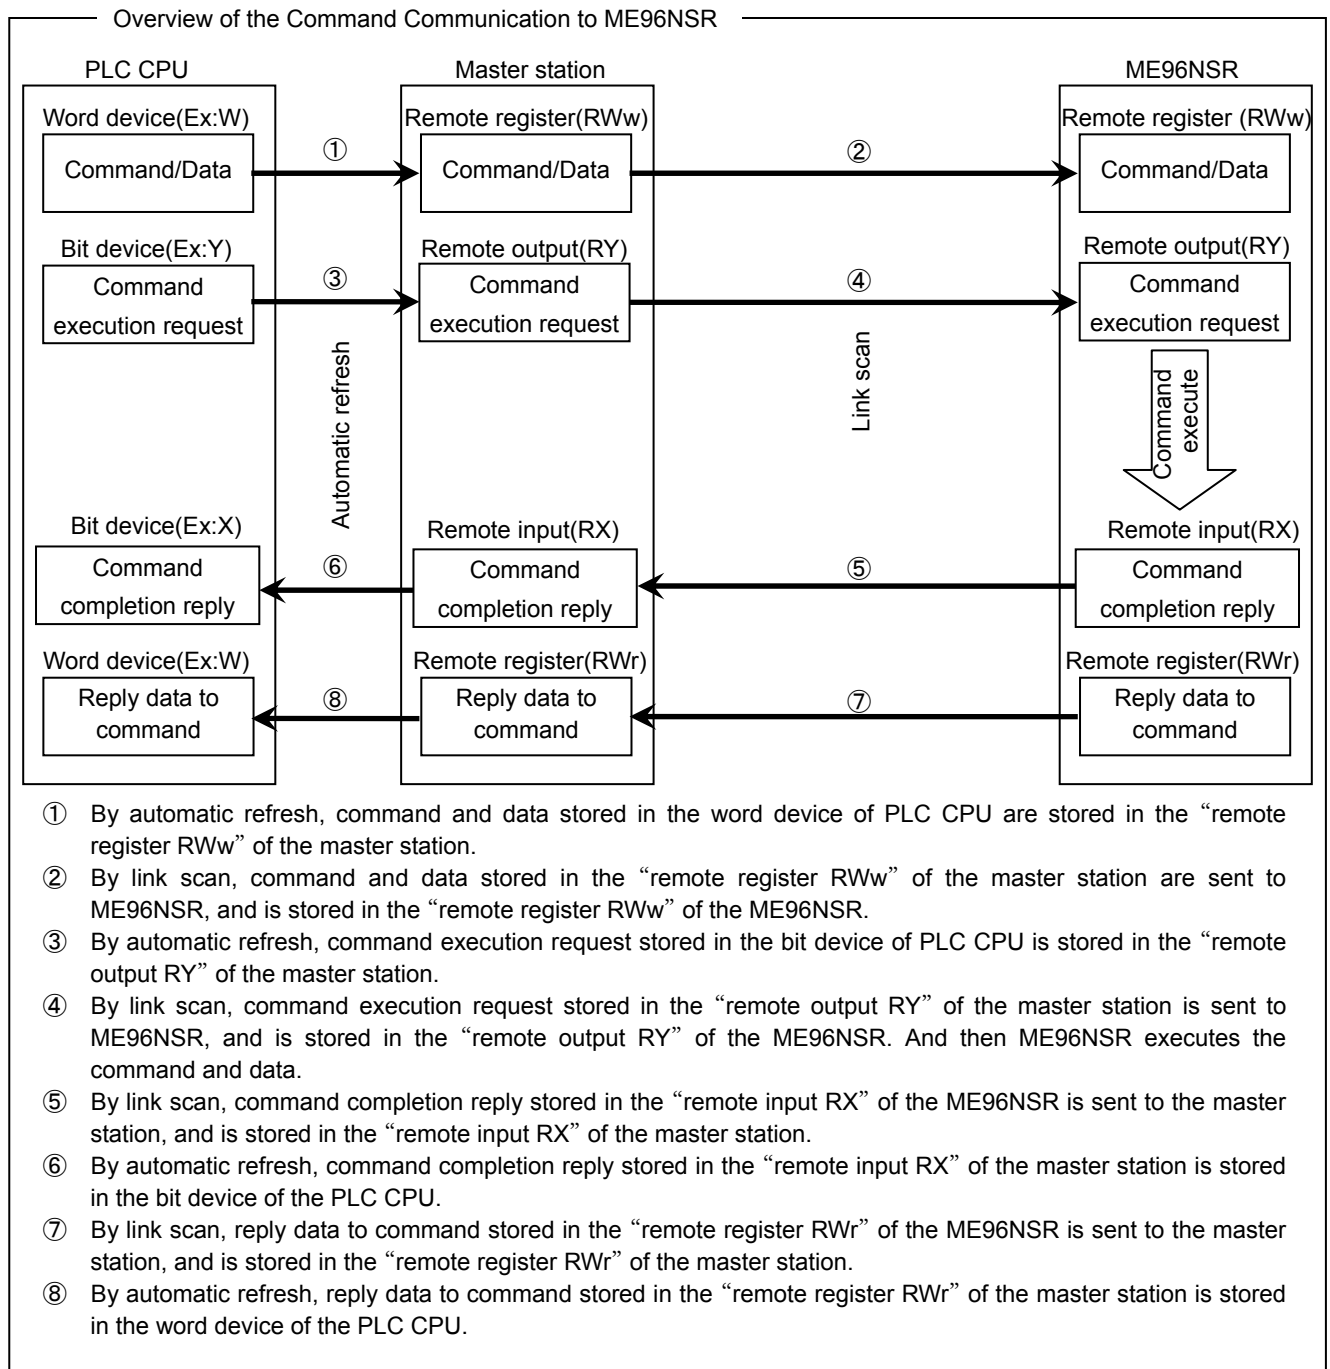 Overview of the Command Communication to ME96NSR
PLC CPU
Master station
ME96NSR
Word device(Ex:W)
Remote register(RWw)
Remote register (RWw)
Command/Data
①
Command/Data
②
Command/Data
Bit device(Ex:Y)
Remote output(RY)
Remote output(RY)
Command
execution request
③
Command
execution request
④
Command
execution request
Automatic refresh
Link scan
Command
execute
Bit device(Ex:X)
Remote input(RX)
Remote input(RX)
Command
completion reply
⑥
Command
completion reply
⑤
Command
completion reply
Word device(Ex:W)
Remote register(RWr)
Remote register(RWr)
Reply data to
command
⑧
Reply data to
command
⑦
Reply data to
command
① By automatic refresh, command and data stored in the word device of PLC CPU are stored in the “remote
register RWw” of the master station.
② By link scan, command and data stored in the “remote register RWw” of the master station are sent to
ME96NSR, and is stored in the “remote register RWw” of the ME96NSR.
③ By automatic refresh, command execution request stored in the bit device of PLC CPU is stored in the “remote
output RY” of the master station.
④ By link scan, command execution request stored in the “remote output RY” of the master station is sent to
ME96NSR, and is stored in the “remote output RY” of the ME96NSR. And then ME96NSR executes the
command and data.
⑤ By link scan, command completion reply stored in the “remote input RX” of the ME96NSR is sent to the master
station, and is stored in the “remote input RX” of the master station.
⑥ By automatic refresh, command completion reply stored in the “remote input RX” of the master station is stored
in the bit device of the PLC CPU.
⑦ By link scan, reply data to command stored in the “remote register RWr” of the ME96NSR is sent to the master
station, and is stored in the “remote register RWr” of the master station.
⑧ By automatic refresh, reply data to command stored in the “remote register RWr” of the master station is stored
in the word device of the PLC CPU.